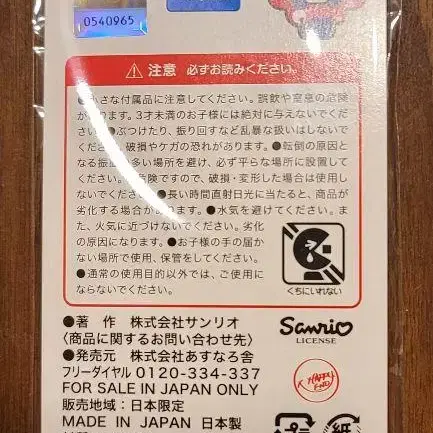 0540965
注意 必ずお読みください。
●小さな付属品に注意してください。誤飲や窒息の危険
があります。3才未満のお子様には絶対に与えないでくだ
さい。●ぶつけたり、振り回すなど乱暴な扱いはしないで
ください。破損やケガの恐れがあります。●転倒の原因と
なる振動の多い場所を避け、必ず平らな場所に設置して
ください。危険ですので、破損・変形した場合は使用し
ないでください。●長い時間直射日光に当たると、商品が
劣化する場合があります。●水気を避けてください。ま
た、火気に近づけないでください。劣化
の原因になります。●お子様の手の届か
ない場所で使用、保管をしてください。
●通常の使用目的以外では、ご使用に
ならないでください。
くちにいれない
●著作 株式会社サンリオ
〈商品に関するお問い合わせ先〉
●発売元 株式会社あすなろ舎
フリーダイヤル 0120-334-337
FOR SALE IN JAPAN ONLY
販売地域:日本限定
MADE IN JAPAN 日本製
Sanrio
LICENSE
紙